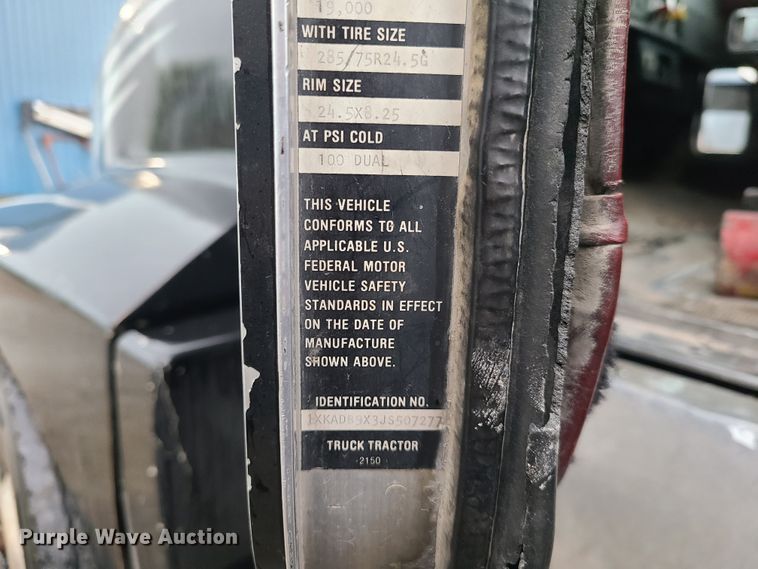 19,000
WITH TIRE SIZE
285/75R24.5G
RIM SIZE
24.5X8.25
AT PSI COLD
100 DUAL
THIS VEHICLE
CONFORMS TO ALL
APPLICABLE U.S.
FEDERAL MOTOR
VEHICLE SAFETY
STANDARDS IN EFFECT
ON THE DATE OF
MANUFACTURE
SHOWN ABOVE.
IDENTIFICATION NO.
1XKADB9X3JS507277
TRUCK TRACTOR
2150
Purple Wave Auction